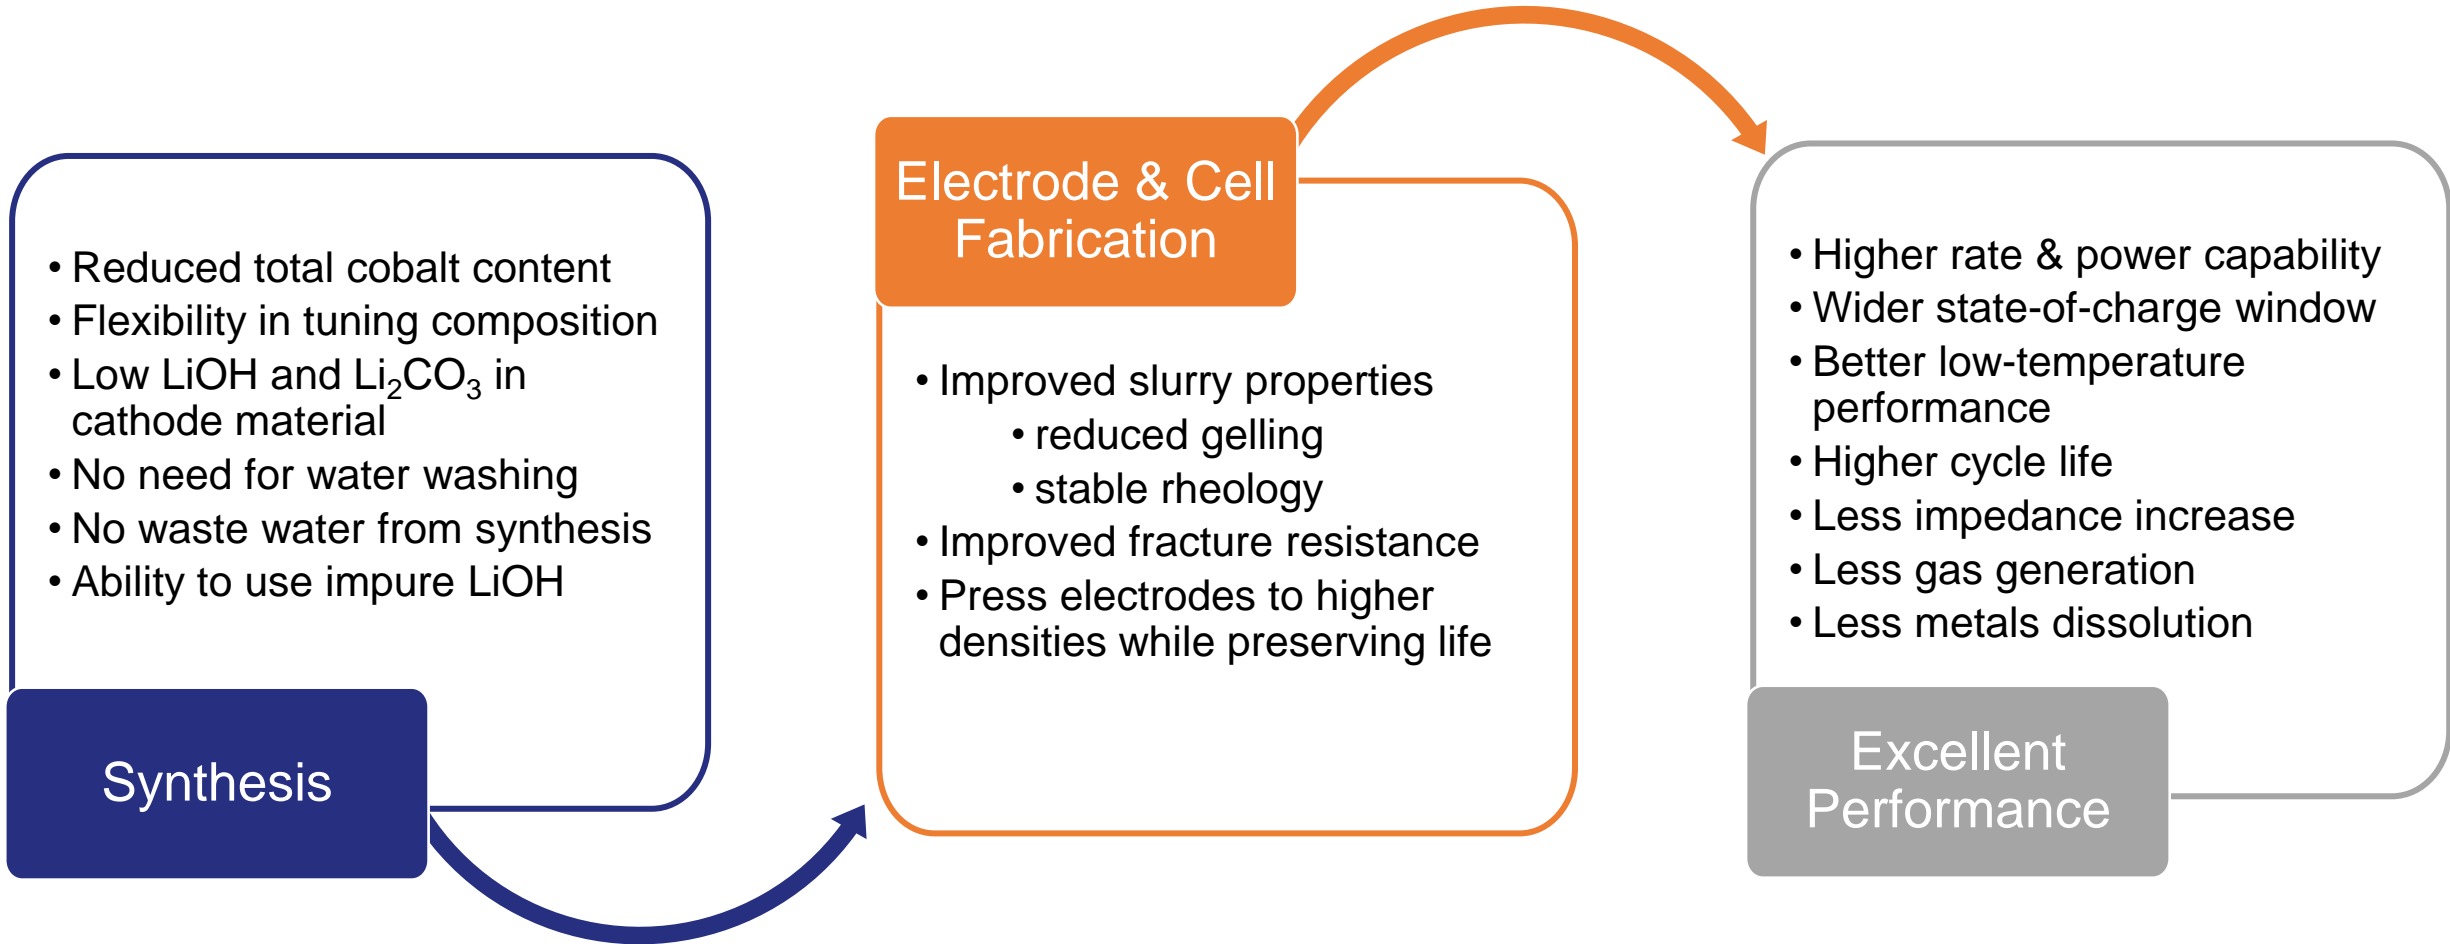 • Reduced total cobalt content
• Flexibility in tuning composition
• Low LiOH and Li₂CO₃ in
cathode material
• No need for water washing
• No waste water from synthesis
• Ability to use impure LiOH
Synthesis
Electrode & Cell
Fabrication
• Improved slurry properties
• reduced gelling
• stable rheology
• Improved fracture resistance
• Press electrodes to higher
densities while preserving life
• Higher rate & power capability
• Wider state-of-charge window
• Better low-temperature
performance
• Higher cycle life
• Less impedance increase
• Less gas generation
• Less metals dissolution
Excellent
Performance